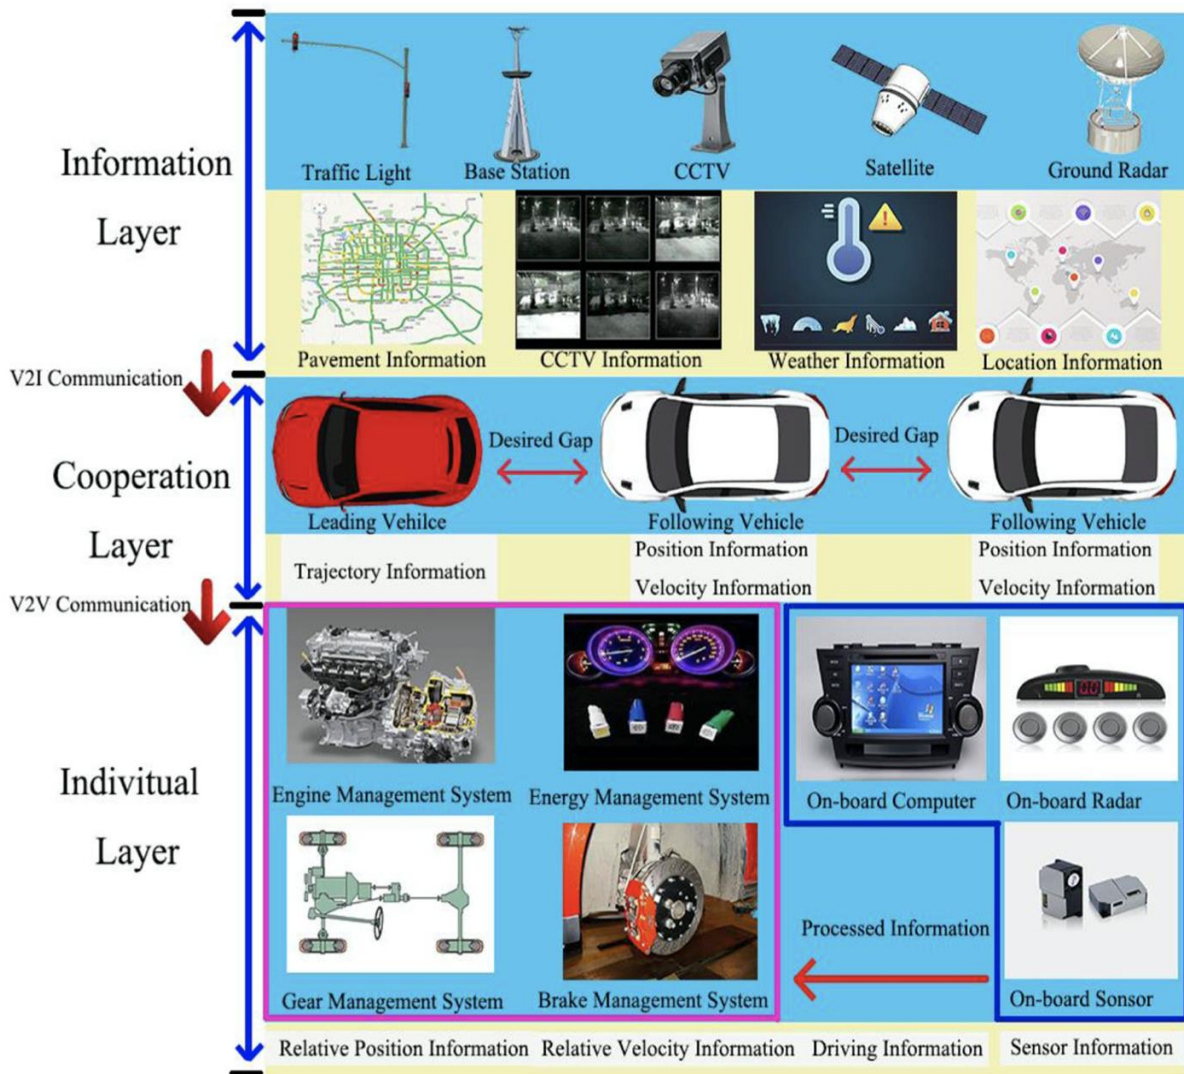 Information
Layer
Traffic Light
Base Station
CCTV
Satellite
Ground Radar
Pavement Information
CCTV Information
Weather Information
Location Information
V2I Communication
Cooperation
Layer
Desired Gap
Desired Gap
Leading Vehilce
Following Vehicle
Following Vehicle
Trajectory Information
Position Information
Velocity Information
Position Information
Velocity Information
V2V Communication
Indivitual
Layer
Engine Management System
Energy Management System
On-board Computer
On-board Radar
Gear Management System
Brake Management System
Processed Information
On-board Sonsor
Relative Position Information
Relative Velocity Information
Driving Information
Sensor Information